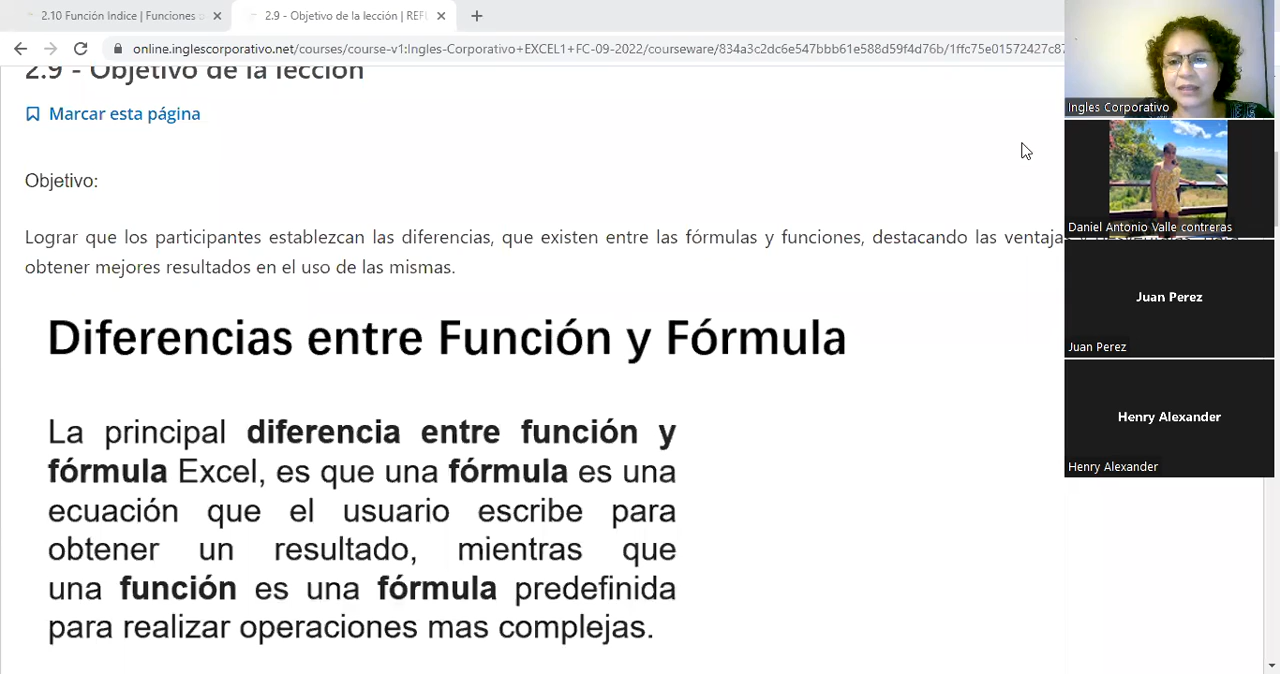 2.10 Función Indice | Funciones
2.9 - Objetivo de la lección | REFU
online.inglescorporativo.net/courses/course-v1:Ingles-Corporativo+EXCEL1+FC-09-2022/courseware/834a3c2dc6e547bbb61e588d59f4d76b/1ffc75e01572427c87
2.9 - Objetivo de la lección
Marcar esta página
Objetivo:
Lograr que los participantes establezcan las diferencias, que existen entre las fórmulas y funciones, destacando las ventajas
obtener mejores resultados en el uso de las mismas.
Diferencias entre Función y Fórmula
La principal diferencia entre función y
fórmula Excel, es que una fórmula es una
ecuación que el usuario escribe para
obtener un resultado, mientras que
una función es una fórmula predefinida
para realizar operaciones mas complejas.
Ingles Corporativo
Daniel Antonio Valle contreras
Juan Perez
Juan Perez
Henry Alexander
Henry Alexander